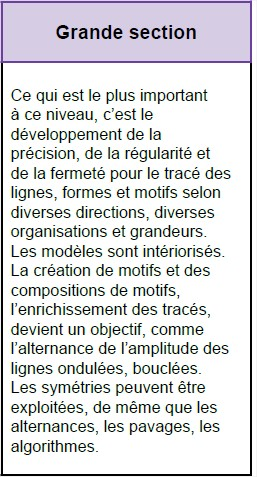 Grande section
Ce qui est le plus important
à ce niveau, c’est le
développement de la
précision, de la régularité et
de la fermeté pour le tracé des
lignes, formes et motifs selon
diverses directions, diverses
organisations et grandeurs.
Les modèles sont intériorisés.
La création de motifs et des
compositions de motifs,
l’enrichissement des tracés,
devient un objectif, comme
l’alternance de l’amplitude des
lignes ondulées, bouclées.
Les symétries peuvent être
exploitées, de même que les
alternances, les pavages, les
algorithmes.